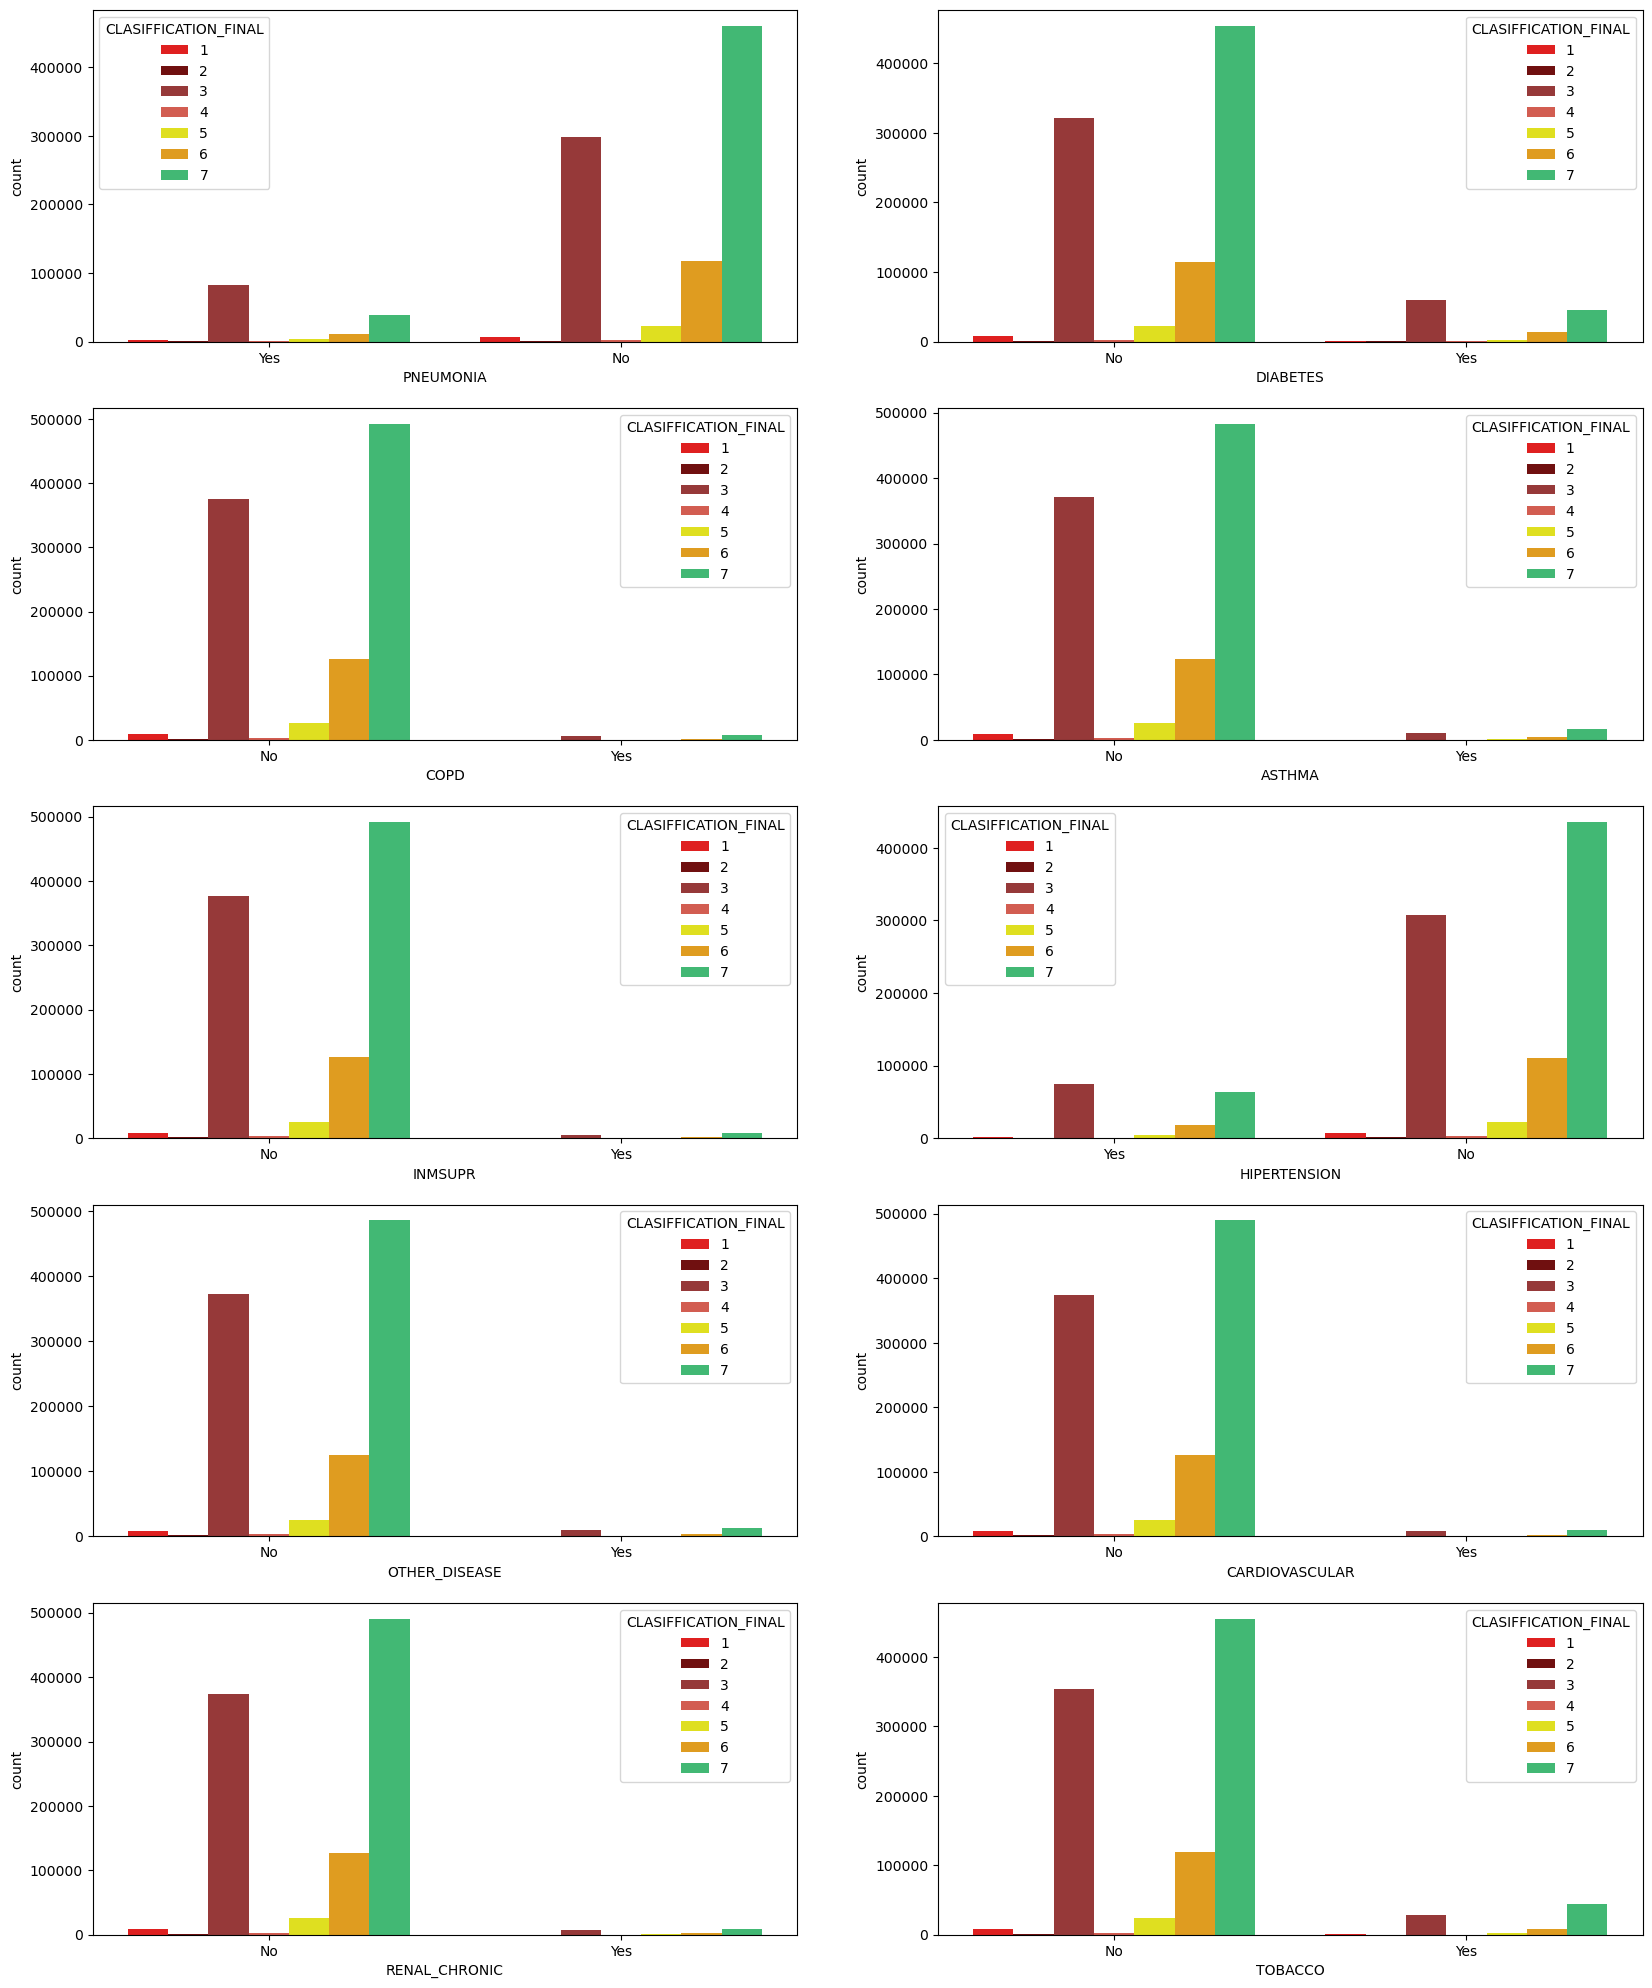 CLASIFFICATION_FINAL
1
2
3
4
5
6
7
400000
300000
200000
100000
0
count
Yes
No
PNEUMONIA
CLASIFFICATION_FINAL
1
2
3
4
5
6
7
400000
300000
200000
100000
0
count
No
Yes
DIABETES
CLASIFFICATION_FINAL
1
2
3
4
5
6
7
500000
400000
300000
200000
100000
0
count
No
Yes
COPD
CLASIFFICATION_FINAL
1
2
3
4
5
6
7
500000
400000
300000
200000
100000
0
count
No
Yes
ASTHMA
CLASIFFICATION_FINAL
1
2
3
4
5
6
7
500000
400000
300000
200000
100000
0
count
No
Yes
INMSUPR
CLASIFFICATION_FINAL
1
2
3
4
5
6
7
400000
300000
200000
100000
0
count
Yes
No
HIPERTENSION
CLASIFFICATION_FINAL
1
2
3
4
5
6
7
500000
400000
300000
200000
100000
0
count
No
Yes
OTHER_DISEASE
CLASIFFICATION_FINAL
1
2
3
4
5
6
7
500000
400000
300000
200000
100000
0
count
No
Yes
CARDIOVASCULAR
CLASIFFICATION_FINAL
1
2
3
4
5
6
7
500000
400000
300000
200000
100000
0
count
No
Yes
RENAL_CHRONIC
CLASIFFICATION_FINAL
1
2
3
4
5
6
7
400000
300000
200000
100000
0
count
No
Yes
TOBACCO